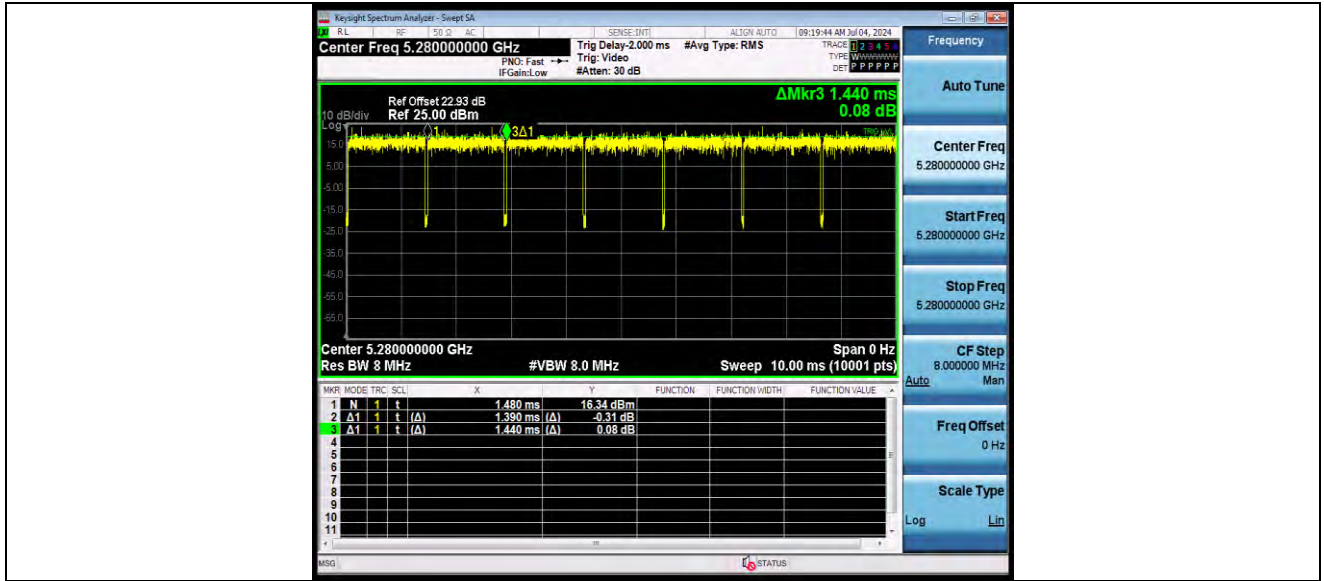 Keysight Spectrum Analyzer - Swept SA
RL RF 50 Ω AC SENSE:INT ALIGN AUTO 09:19:44 AM Jul 04, 2024
Center Freq 5.280000000 GHz
PNO: Fast
IFGain:Low
Trig Delay-2.000 ms
Trig: Video
#Atten: 30 dB
#Avg Type: RMS
TRACE 1 2 3 4 5 6
TYPE WWWWWW
DET P P P P P P
ΔMkr3 1.440 ms
0.08 dB
Ref Offset 22.93 dB
10 dB/div Ref 25.00 dBm
Log
1
3Δ1
15.0
5.00
-5.00
-15.0
-25.0
-35.0
-45.0
-55.0
-65.0
Center 5.280000000 GHz Span 0 Hz
Res BW 8 MHz #VBW 8.0 MHz Sweep 10.00 ms (10001 pts)
MKR MODE TRC SCL X Y FUNCTION FUNCTION WIDTH FUNCTION VALUE
1 N 1 t 1.480 ms 16.34 dBm
2 Δ1 1 t (Δ) 1.390 ms (Δ) -0.31 dB
3 Δ1 1 t (Δ) 1.440 ms (Δ) 0.08 dB
4
5
6
7
8
9
10
11
MSG STATUS
Frequency
Auto Tune
Center Freq
5.280000000 GHz
Start Freq
5.280000000 GHz
Stop Freq
5.280000000 GHz
CF Step
8.000000 MHz
Auto Man
Freq Offset
0 Hz
Scale Type
Log Lin